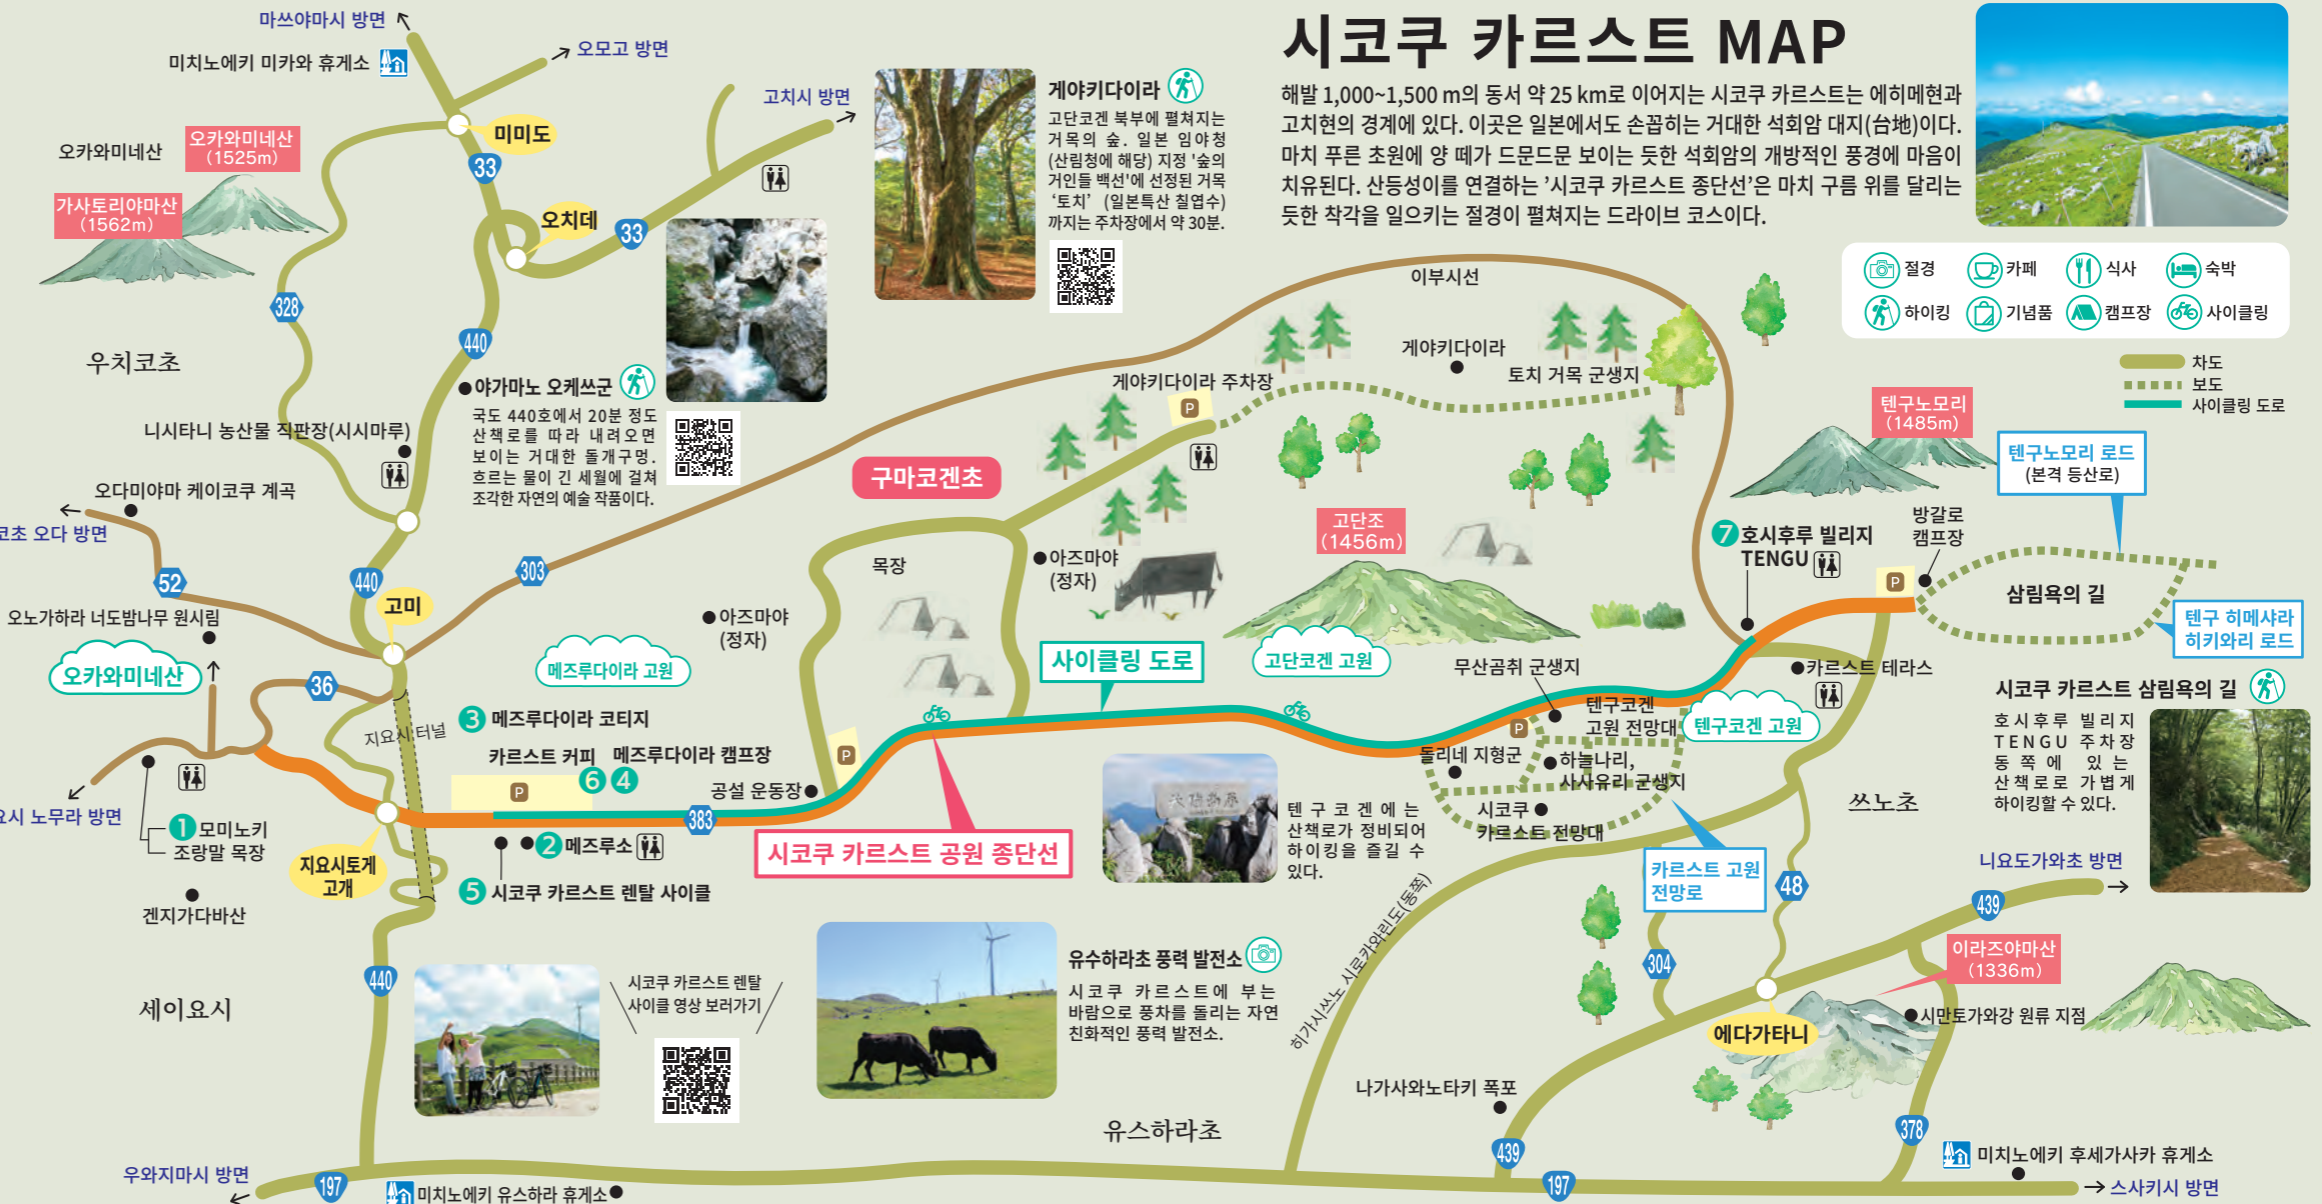 시코쿠 카르스트 MAP
해발 1,000~1,500 m의 동서 약 25 km로 이어지는 시코쿠 카르스트는 에히메현과
고치현의 경계에 있다. 이곳은 일본에서도 손꼽히는 거대한 석회암 대지(台地)이다.
마치 푸른 초원에 양 떼가 드문드문 보이는 듯한 석회암의 개방적인 풍경에 마음이
치유된다. 산등성이를 연결하는 '시코쿠 카르스트 종단선'은 마치 구름 위를 달리는
듯한 착각을 일으키는 절경이 펼쳐지는 드라이브 코스이다.
절경
카페
식사
숙박
하이킹
기념품
캠프장
사이클링
차도
보도
사이클링 도로
마쓰야마시 방면
미치노에키 미카와 휴게소
오모고 방면
고치시 방면
미미도
33
오카와미네산
오카와미네산
(1525m)
가사토리야마산
(1562m)
오치데
33
328
440
우치코초
게야키다이라
고단코겐 북부에 펼쳐지는
거목의 숲. 일본 임야청
(산림청에 해당) 지정 '숲의
거인들 백선'에 선정된 거목
'토치' (일본특산 칠엽수)
까지는 주차장에서 약 30분.
야가마노 오케쓰군
국도 440호에서 20분 정도
산책로를 따라 내려오면
보이는 거대한 돌개구멍.
흐르는 물이 긴 세월에 걸쳐
조각한 자연의 예술 작품이다.
니시타니 농산물 직판장(시시마루)
오다미야마 케이코쿠 계곡
코초 오다 방면
52
440
303
고미
오노가하라 너도밤나무 원시림
오카와미네산
36
지요시 터널
요시 노무라 방면
1 모미노키
조랑말 목장
겐지가다바산
지요시토게
고개
이부시선
게야키다이라
게야키다이라 주차장
P
토치 거목 군생지
구마코겐초
목장
아즈마야
(정자)
아즈마야
(정자)
고단조
(1456m)
메즈루다이라 고원
사이클링 도로
고단코겐 고원
3 메즈루다이라 코티지
카르스트 커피
메즈루다이라 캠프장
6
4
P
공설 운동장
P
383
2 메즈루소
5 시코쿠 카르스트 렌탈 사이클
시코쿠 카르스트 공원 종단선
텐구노모리
(1485m)
텐구노모리 로드
(본격 등산로)
7 호시후루 빌리지
TENGU
방갈로
캠프장
P
삼림욕의 길
텐구 히메샤라
히키와리 로드
무산곰취 군생지
카르스트 테라스
텐구코겐
고원 전망대
텐구코겐 고원
P
돌리네 지형군
하늘나리,
사사유리 군생지
시코쿠
카르스트 전망대
텐구코겐에는
산책로가 정비되어
하이킹을 즐길 수
있다.
시코쿠 카르스트 삼림욕의 길
호시후루 빌리지
TENGU 주차장
동쪽에 있는
산책로로 가볍게
하이킹할 수 있다.
쓰노초
카르스트 고원
전망로
48
니요도가와초 방면
439
304
이라즈야마산
(1336m)
시만토가와강 원류 지점
에다가타니
히가시쓰노 시로카와린도(동쪽)
440
세이요시
시코쿠 카르스트 렌탈
사이클 영상 보러가기
유수하라초 풍력 발전소
시코쿠 카르스트에 부는
바람으로 풍차를 돌리는 자연
친화적인 풍력 발전소.
나가사와노타키 폭포
유스하라초
439
378
미치노에키 후세가사카 휴게소
우와지마시 방면
197
미치노에키 유스하라 휴게소
197
스사키시 방면